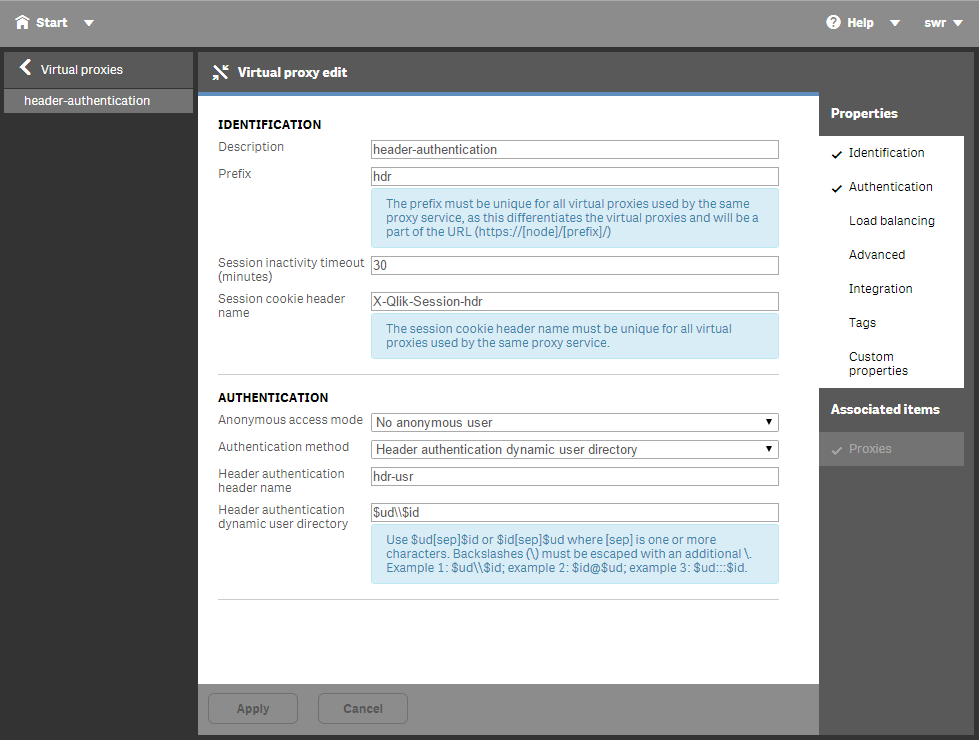 Start
Help
swr
Virtual proxies
header-authentication
Virtual proxy edit
IDENTIFICATION
Description
header-authentication
Prefix
hdr
The prefix must be unique for all virtual proxies used by the same
proxy service, as this differentiates the virtual proxies and will be a
part of the URL (https://[node]/[prefix]/)
Session inactivity timeout
(minutes)
30
Session cookie header
name
X-Qlik-Session-hdr
The session cookie header name must be unique for all virtual
proxies used by the same proxy service.
AUTHENTICATION
Anonymous access mode
No anonymous user
Authentication method
Header authentication dynamic user directory
Header authentication
header name
hdr-usr
Header authentication
dynamic user directory
$ud\\$id
Use $ud[sep]$id or $id[sep]$ud where [sep] is one or more
characters. Backslashes (\) must be escaped with an additional \.
Example 1: $ud\\$id; example 2: $id@$ud; example 3: $ud:::$id.
Apply
Cancel
Properties
Identification
Authentication
Load balancing
Advanced
Integration
Tags
Custom
properties
Associated items
Proxies